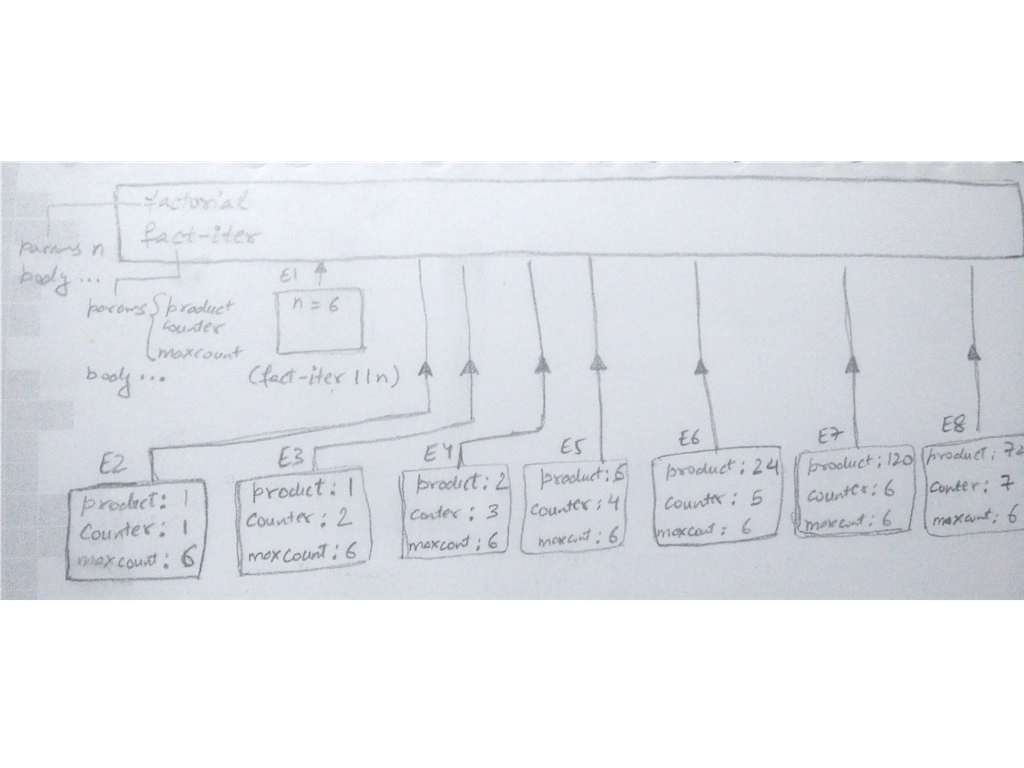 factorial
fact-iter
params n
body ...
params { product
counter
maxcount
body ...
E1
n = 6
(fact-iter 1 1 n)
E2
product: 1
Counter: 1
maxcount: 6
E3
product: 1
Counter: 2
maxcount: 6
E4
product: 2
conter: 3
maxcont: 6
E5
product: 6
counter: 4
maxcont: 6
E6
product: 24
counter: 5
maxcont: 6
E7
product: 120
counter: 6
maxcont: 6
E8
product: 72
conter: 7
maxcont: 6